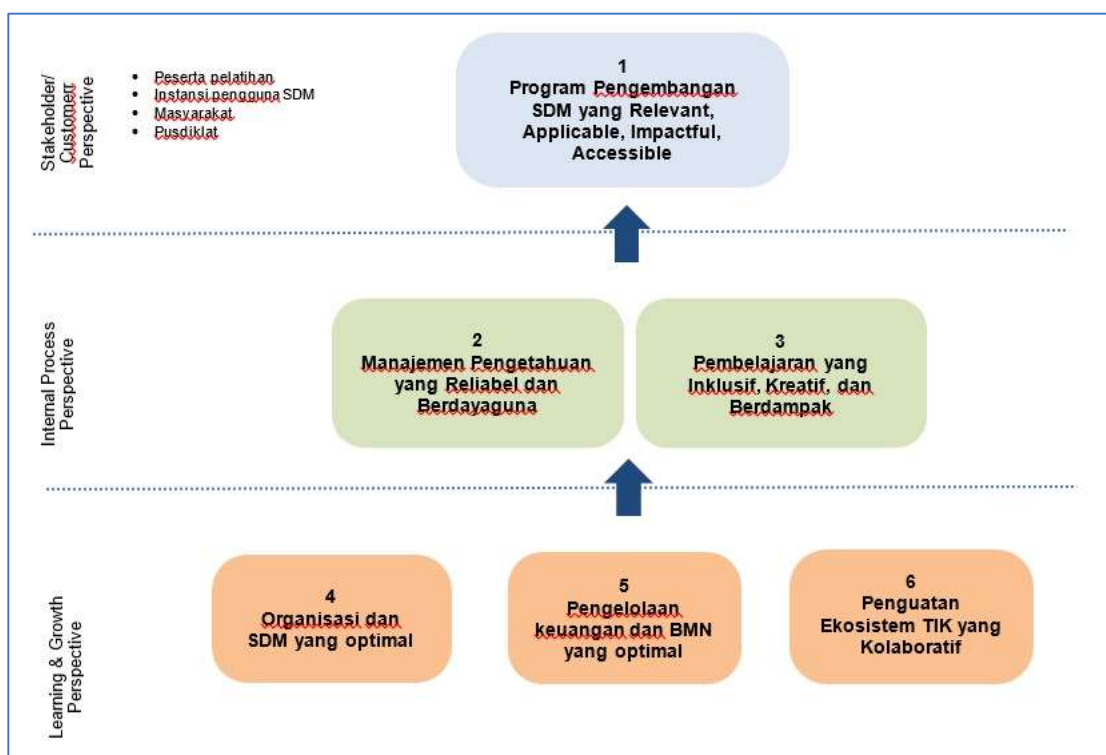 Stakeholder/
Customerr
Perspective
• Peserta pelatihan
• Instansi pengguna SDM
• Masyarakat
• Pusdiklat
1
Program Pengembangan
SDM yang Relevant,
Applicable, Impactful,
Accessible
Internal Process
Perspective
2
Manajemen Pengetahuan
yang Reliabel dan
Berdayaguna
3
Pembelajaran yang
Inklusif, Kreatif, dan
Berdampak
Learning & Growth
Perspective
4
Organisasi dan
SDM yang optimal
5
Pengelolaan
keuangan dan BMN
yang optimal
6
Penguatan
Ekosistem TIK yang
Kolaboratif